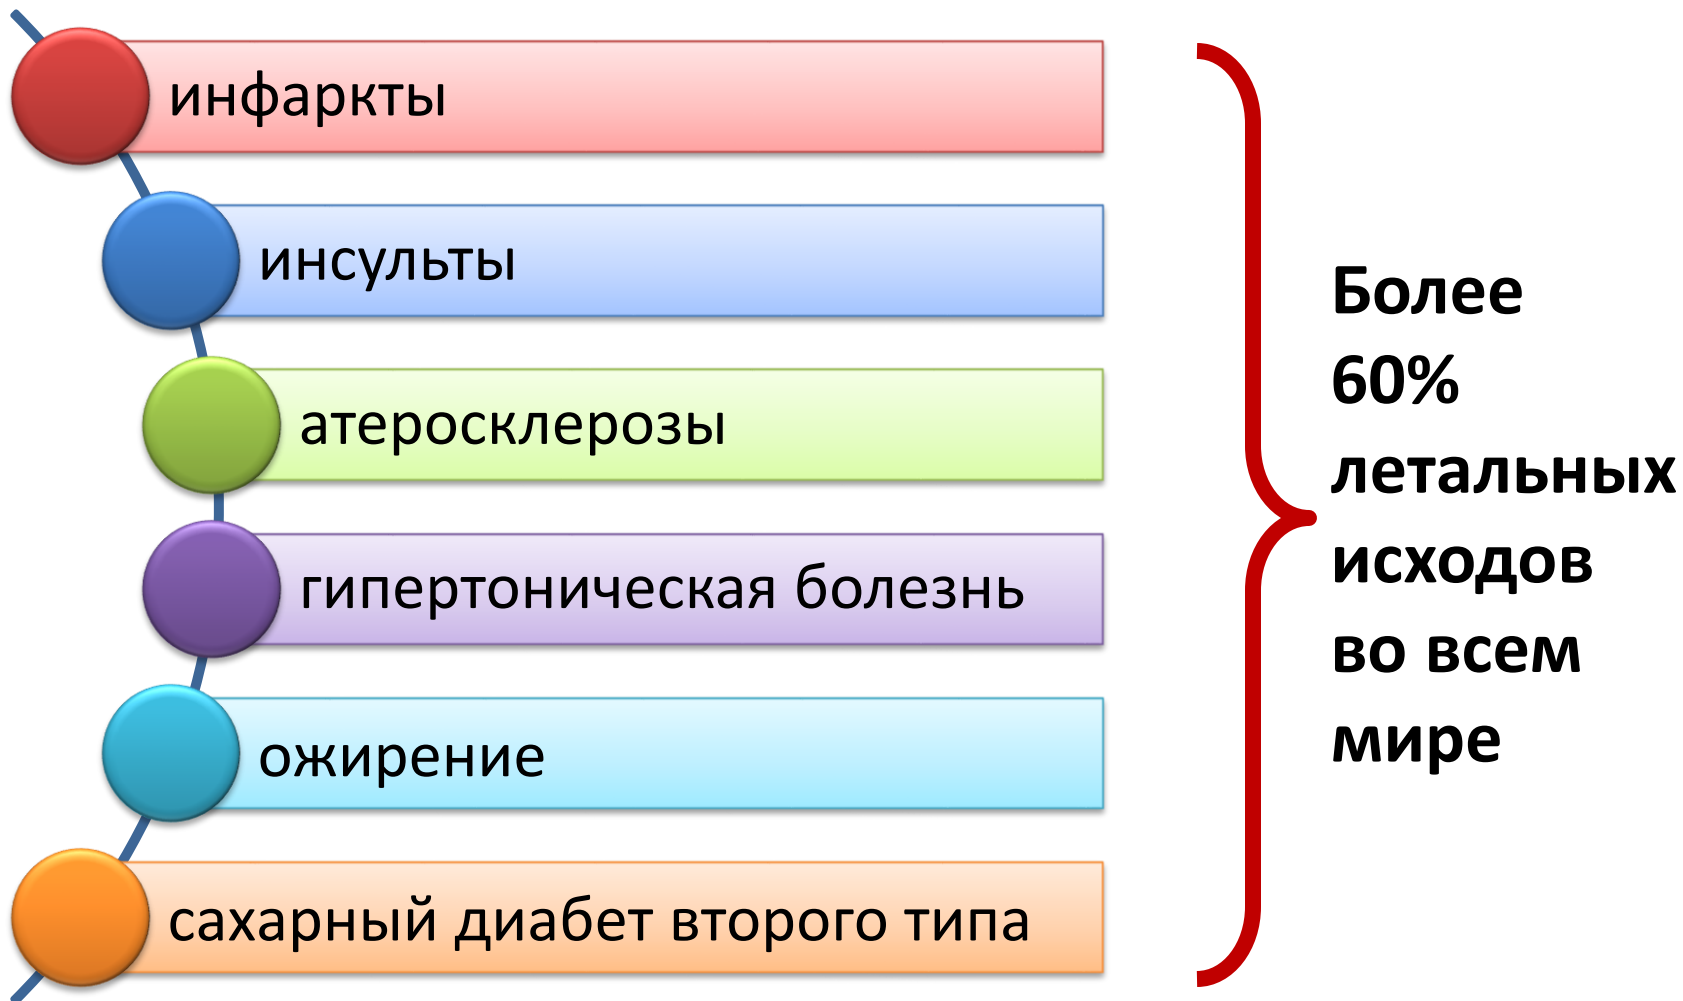 инфаркты
инсульты
атеросклерозы
гипертоническая болезнь
ожирение
сахарный диабет второго типа
Более
60%
летальных
исходов
во всем
мире